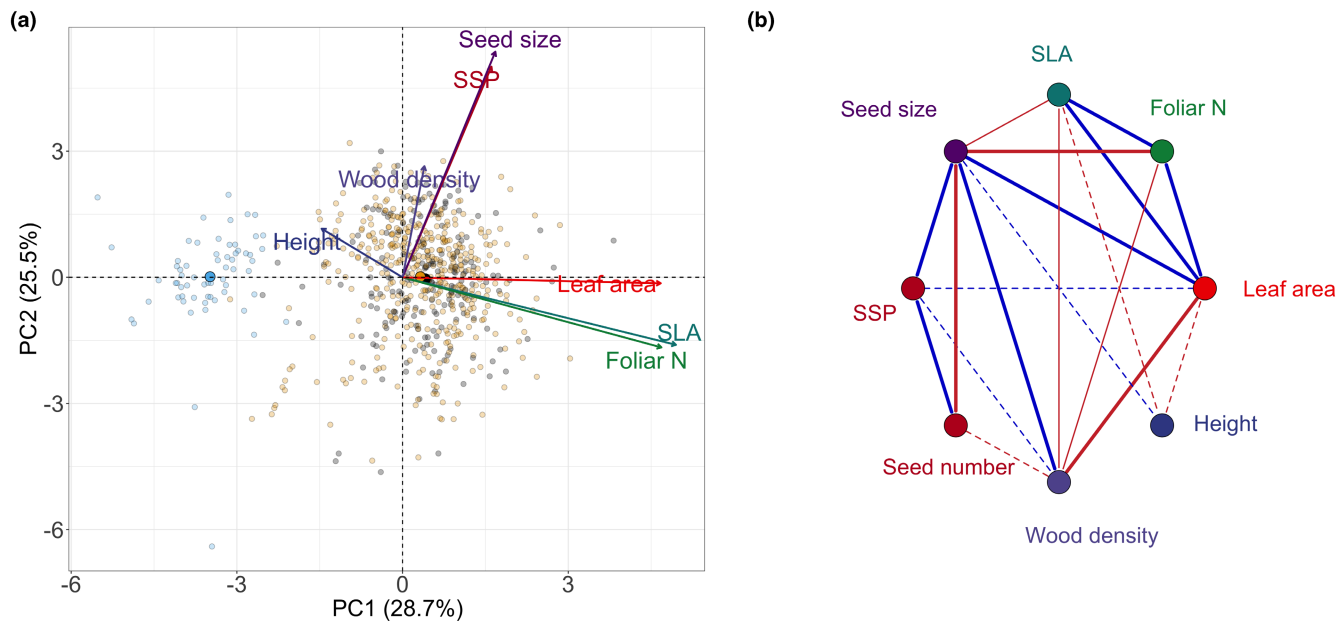 (a)
Seed size
SSP
Wood density
Height
Leaf area
SLA
Foliar N
3
0
-3
-6
PC2 (25.5%)
-6
-3
0
3
PC1 (28.7%)
(b)
SLA
Seed size
Foliar N
SSP
Leaf area
Height
Seed number
Wood density